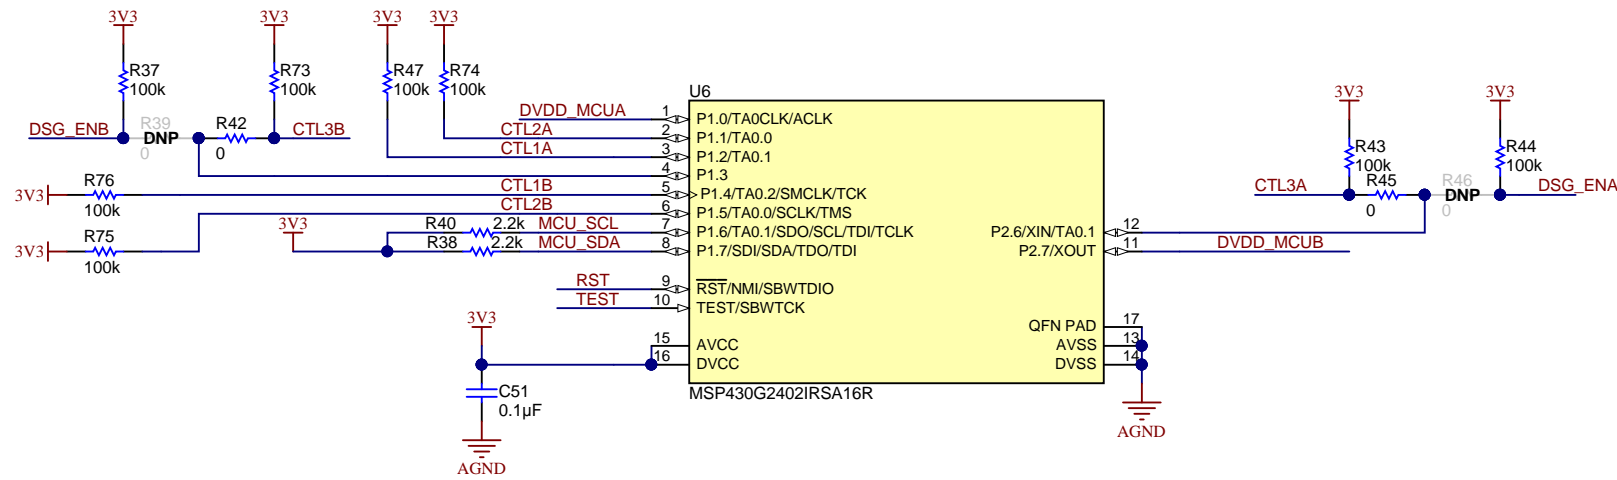 3V3
3V3
3V3
3V3
R37
100k
R73
100k
R47
100k
R74
100k
U6
3V3
3V3
DSG_ENB
R39
DNP
0
R42
0
CTL3B
DVDD_MCUA
1
P1.0/TA0CLK/ACLK
CTL2A
2
P1.1/TA0.0
CTL1A
3
P1.2/TA0.1
4
P1.3
R43
100k
R44
100k
3V3
R76
100k
CTL1B
5
P1.4/TA0.2/SMCLK/TCK
CTL3A
R45
0
R46
DNP
0
DSG_ENA
CTL2B
6
P1.5/TA0.0/SCLK/TMS
3V3
R40
2.2k
MCU_SCL
7
P1.6/TA0.1/SDO/SCL/TDI/TCLK
P2.6/XIN/TA0.1
12
3V3
R75
100k
R38
2.2k
MCU_SDA
8
P1.7/SDI/SDA/TDO/TDI
P2.7/XOUT
11
DVDD_MCUB
RST
9
RST/NMI/SBWTDIO
TEST
10
TEST/SBWTCK
3V3
QFN PAD
17
15
AVCC
AVSS
13
16
DVCC
DVSS
14
C51
0.1µF
MSP430G2402IRSA16R
AGND
AGND